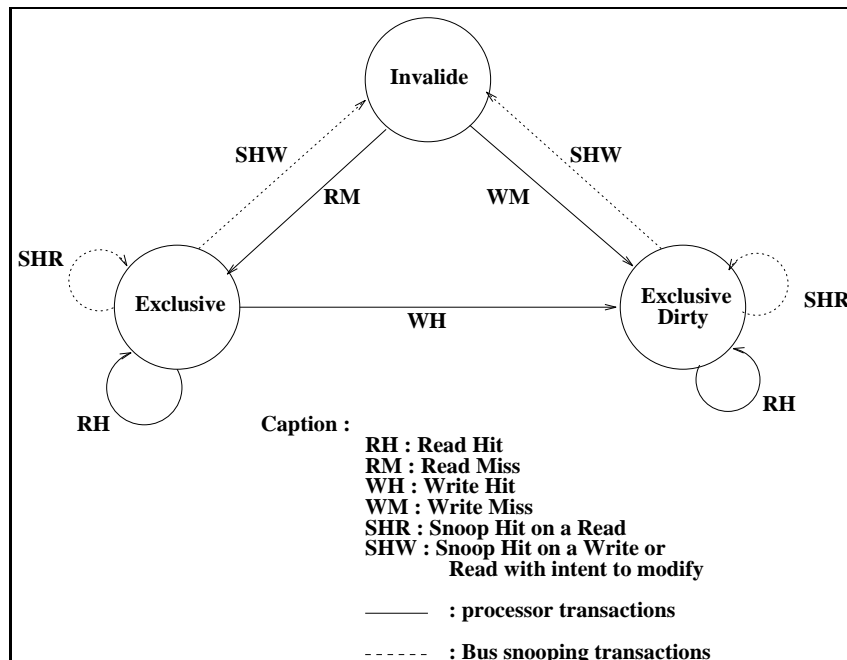 Invalide
SHW
SHW
RM
WM
SHR
Exclusive
Exclusive
Dirty
SHR
WH
RH
RH
Caption :
RH : Read Hit
RM : Read Miss
WH : Write Hit
WM : Write Miss
SHR : Snoop Hit on a Read
SHW : Snoop Hit on a Write or
Read with intent to modify
: processor transactions
: Bus snooping transactions